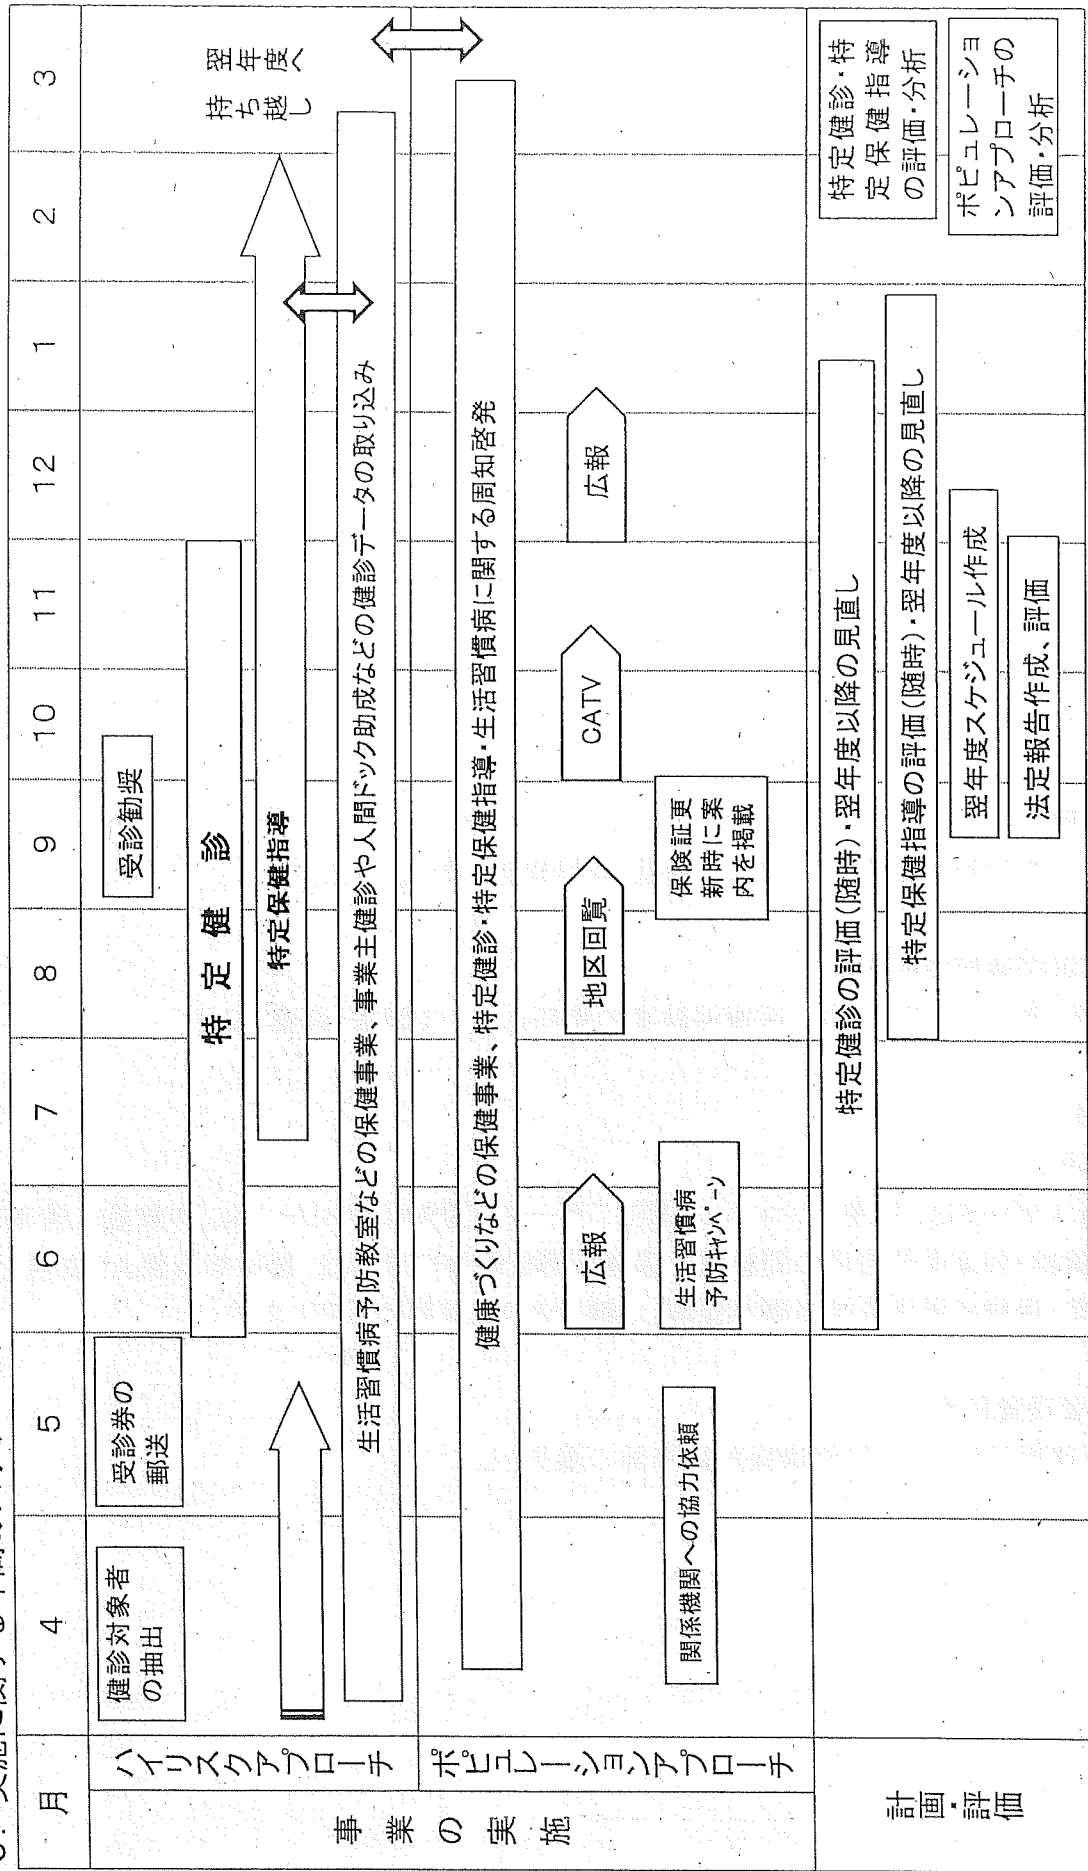 月
4
5
6
7
8
9
10
11
12
1
2
3
事業の実施
ハイリスクアプローチ
健診対象者
の抽出
受診券の
郵送
受診勧奨
特定健診
特定保健指導
翌年度へ
持ち越し
生活習慣病予防教室などの保健事業、事業主健診や人間ドック助成などの健診データの取り込み
ポピュレーションアプローチ
健康づくりなどの保健事業、特定健診・特定保健指導・生活習慣病に関する周知啓発
広報
地区回覧
CATV
広報
関係機関への協力依頼
生活習慣病
予防キャンペーン
保険証更
新時に案
内を掲載
計画・評価
特定健診の評価(随時)・翌年度以降の見直し
特定保健指導の評価(随時)・翌年度以降の見直し
翌年度スケジュール作成
法定報告作成、評価
特定健診・特
定保健指導
の評価・分析
ポピュレーショ
ンアプローチの
評価・分析